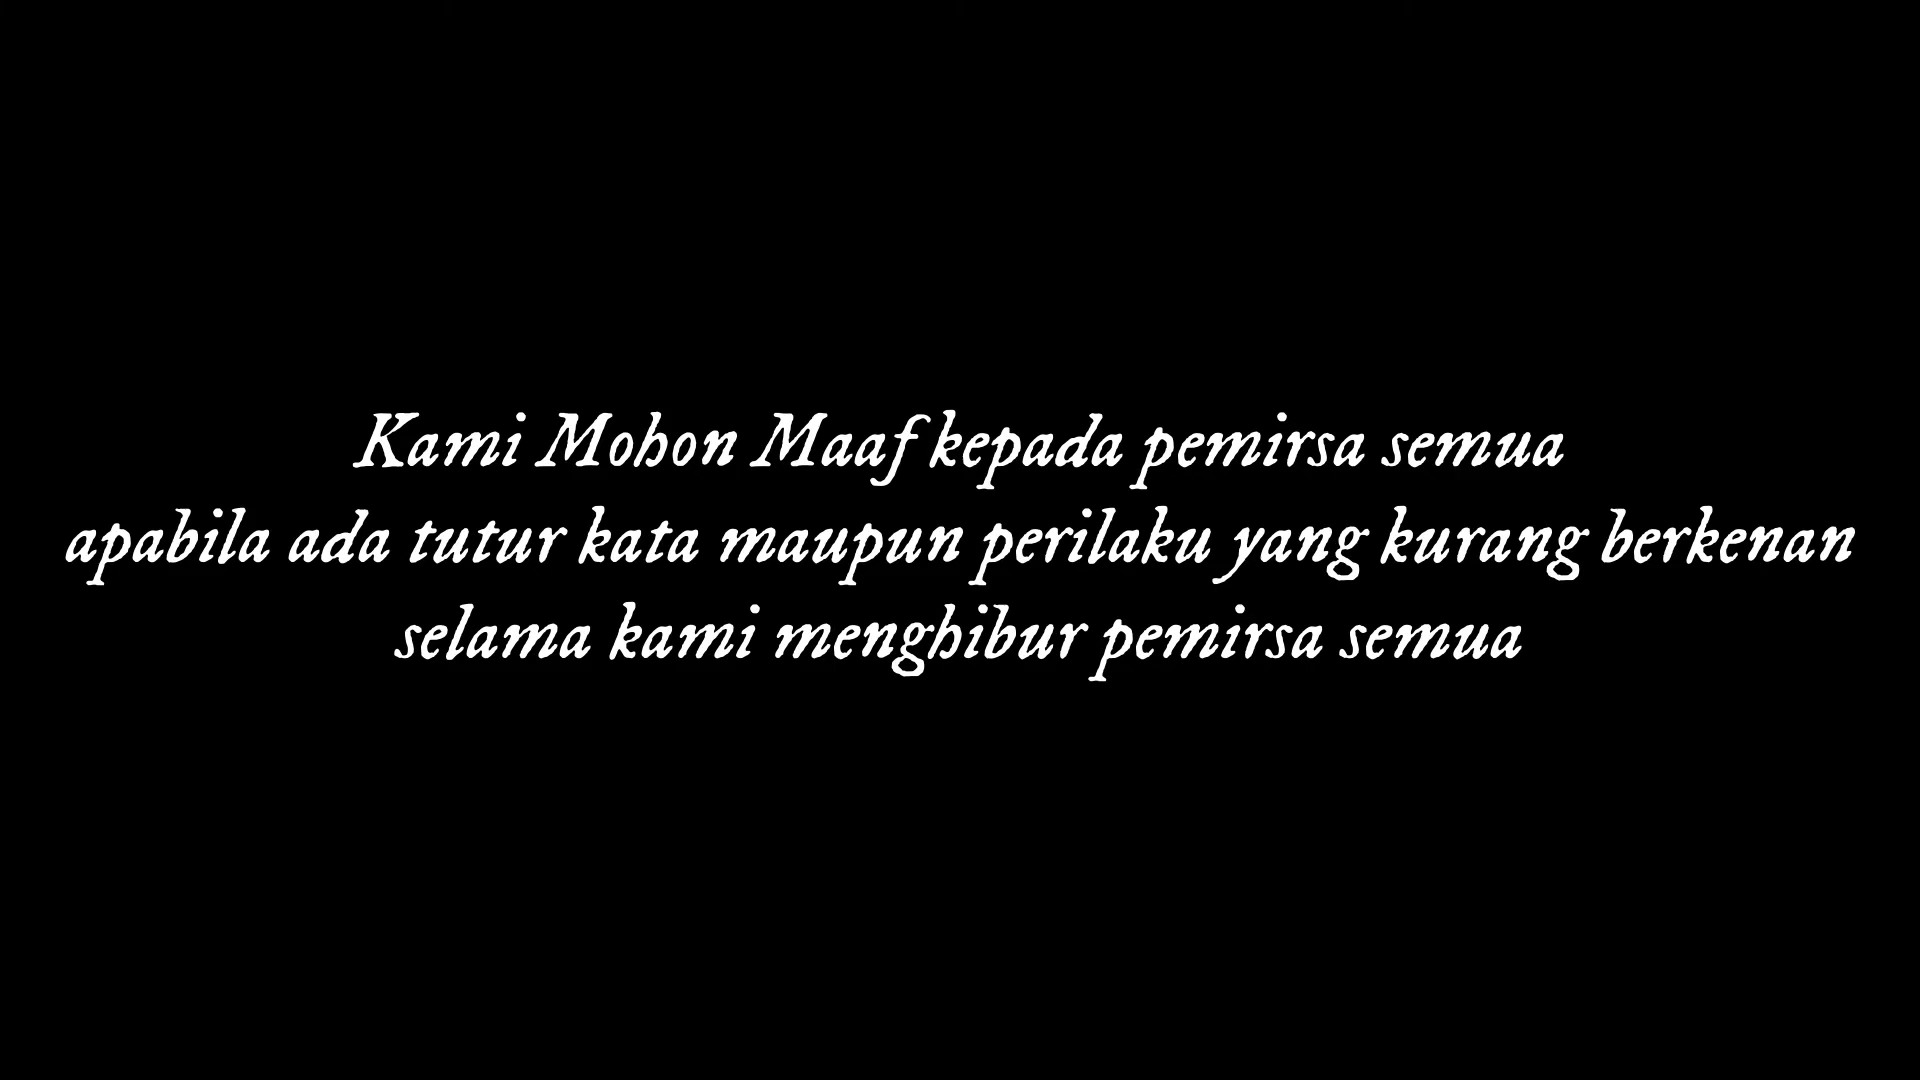 Kami Mohon Maaf kepada pemirsa semua
apabila ada tutur kata maupun perilaku yang kurang berkenan
selama kami menghibur pemirsa semua